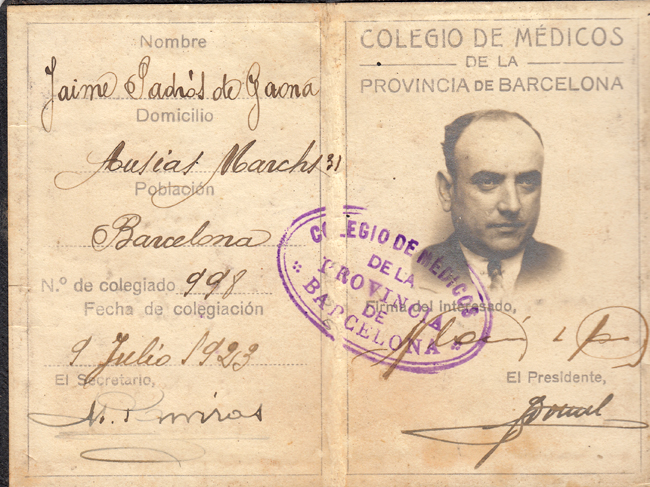 Nombre
Jaime Padrós de Gaona
Domicilio
Ausias March 31
Población
Barcelona
N.º de colegiado 998
Fecha de colegiación
9 Julio 1923
El Secretario,
COLEGIO DE MÉDICOS
DE LA
PROVINCIA DE BARCELONA
COLEGIO DE MÉDICOS
DE LA
PROVINCIA
DE
BARCELONA
Firma del interesado,
El Presidente,